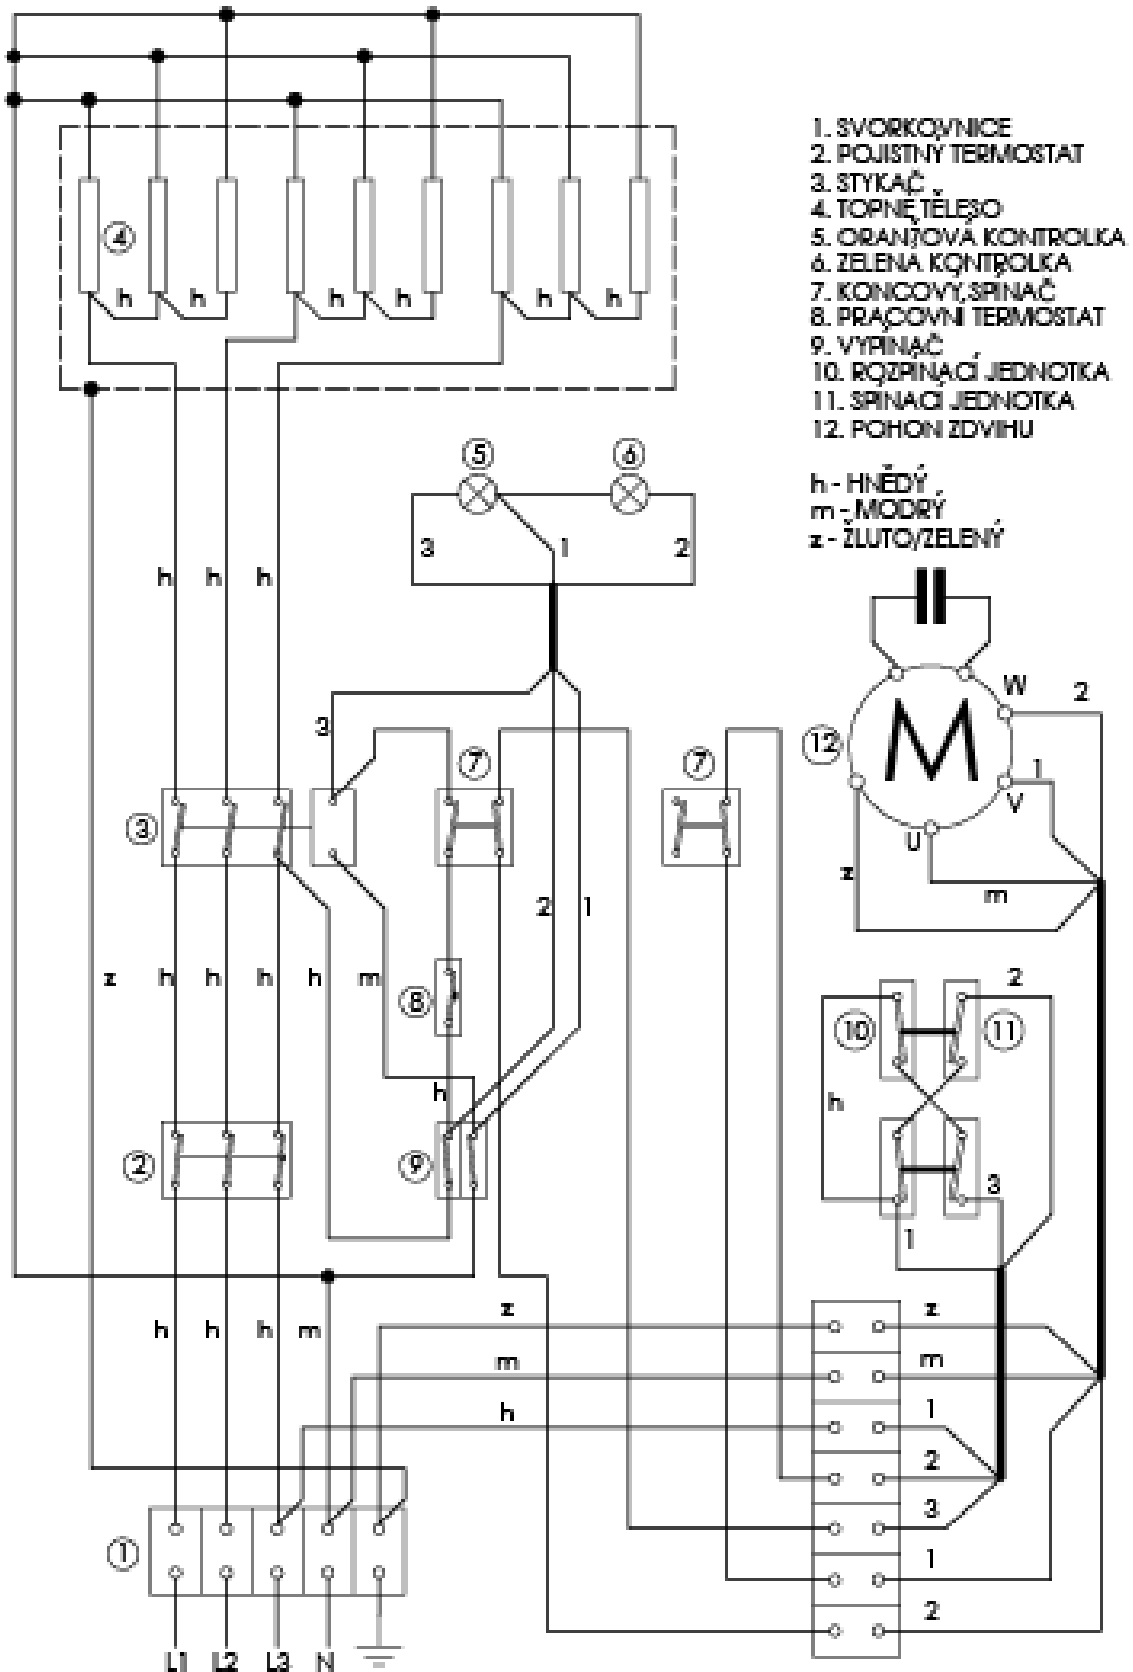 1. SVORKOVNICE
2. POJISTNÝ TERMOSTAT
3. STYKAČ
4. TOPNÉ TĚLESO
5. ORANŽOVÁ KONTROLKA
6. ZELENÁ KONTROLKA
7. KONCOVÝ SPÍNAČ
8. PRACOVNÍ TERMOSTAT
9. VYPÍNAČ
10. ROZPÍNACÍ JEDNOTKA
11. SPÍNACÍ JEDNOTKA
12. POHON ZDVIHU
h - HNĚDÝ
m - MODRÝ
z - ŽLUTO/ZELENÝ
4
h h h h h h
5 6
3 1 2
h h h
W 2
3
7 7
12 M
1
V
3
U
z m
2 1
z h h h h m
8
2
10 11
h
h
2 9
3
1
h h h m
z z
m m
h 1
2
3
1
1
2
L1 L2 L3 N